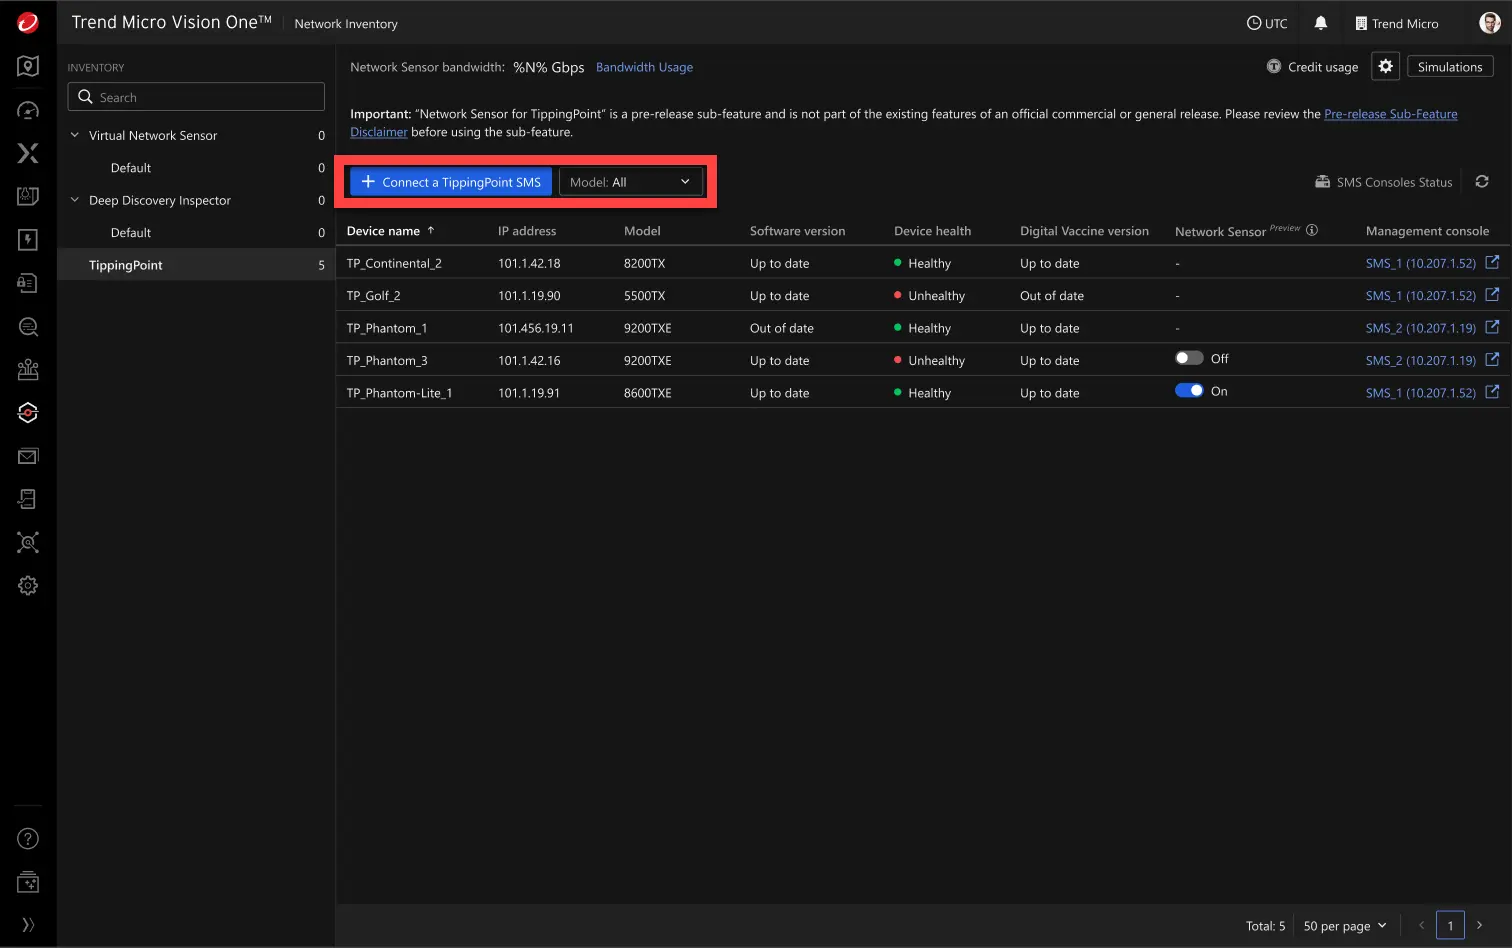 Trend Micro Vision One™ Network Inventory
UTC
Trend Micro
INVENTORY
Search
Virtual Network Sensor 0
Default 0
Deep Discovery Inspector 0
Default 0
TippingPoint 5
Network Sensor bandwidth: %N% Gbps Bandwidth Usage
Credit usage
Simulations
Important: “Network Sensor for TippingPoint” is a pre-release sub-feature and is not part of the existing features of an official commercial or general release. Please review the Pre-release Sub-Feature
Disclaimer before using the sub-feature.
+ Connect a TippingPoint SMS
Model: All
SMS Consoles Status
Device name ↑ IP address Model Software version Device health Digital Vaccine version Network Sensor Preview Management console
TP_Continental_2 101.1.42.18 8200TX Up to date Healthy Up to date - SMS_1 (10.207.1.52)
TP_Golf_2 101.1.19.90 5500TX Up to date Unhealthy Out of date - SMS_1 (10.207.1.52)
TP_Phantom_1 101.456.19.11 9200TXE Out of date Healthy Up to date - SMS_2 (10.207.1.19)
TP_Phantom_3 101.1.42.16 9200TXE Up to date Unhealthy Up to date Off SMS_2 (10.207.1.19)
TP_Phantom-Lite_1 101.1.19.91 8600TXE Up to date Healthy Up to date On SMS_1 (10.207.1.52)
Total: 5 50 per page 1